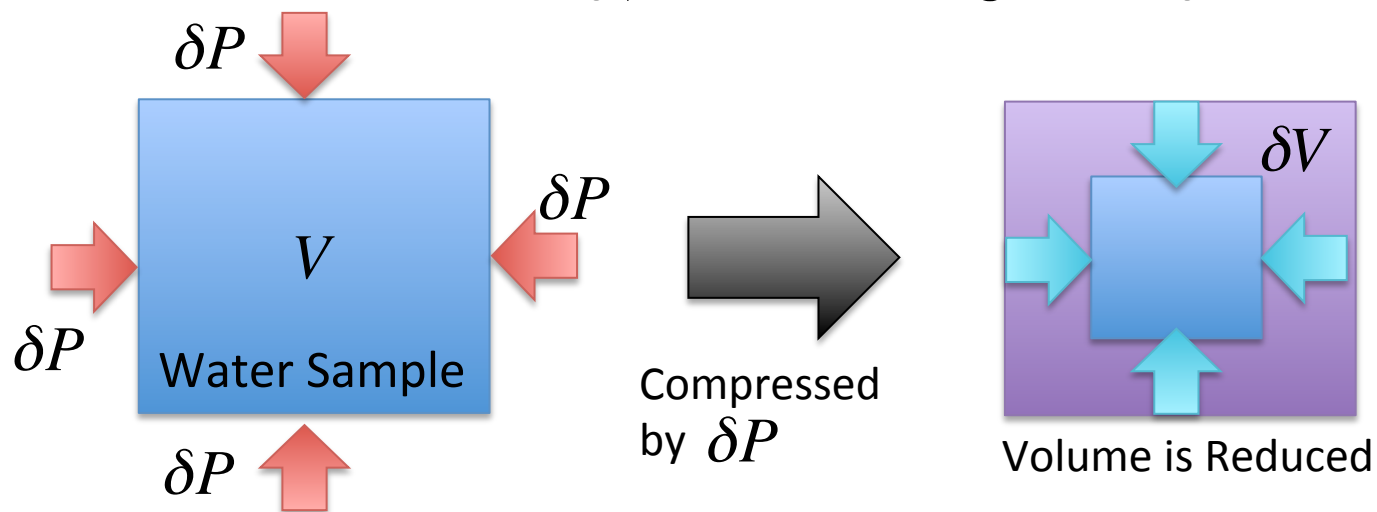 δP
δP
V
δP
Water Sample
δP
Compressed
by δP
δV
Volume is Reduced